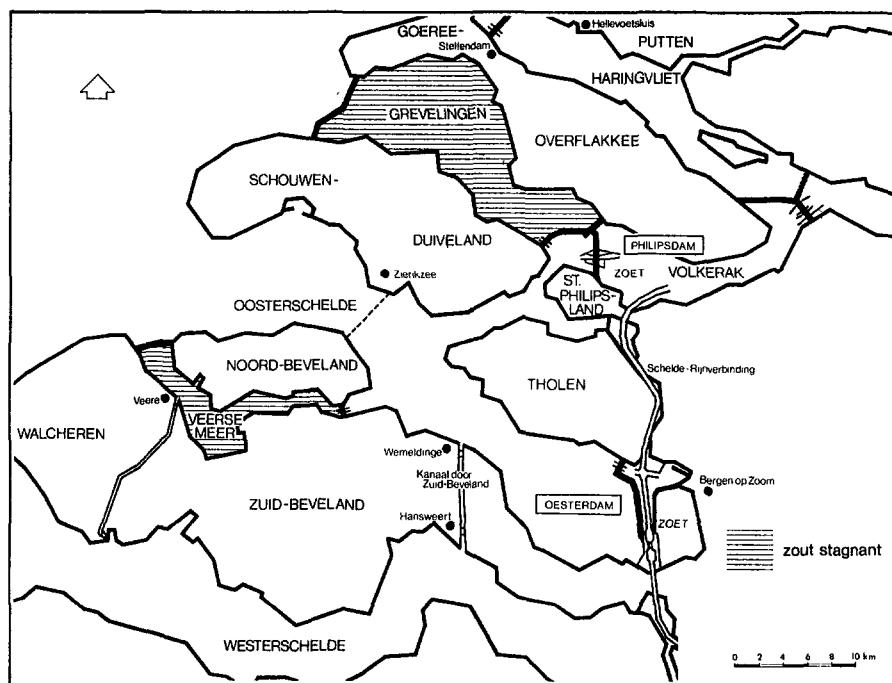 GOEREE-
Stellendam
Hellevoetsluis
PUTTEN
HARINGVLIET
GREVELINGEN
OVERFLAKKEE
SCHOUWEN-
DUIVELAND
PHILIPSDAM
ZOET
VOLKERAK
Zierikzee
ST.
PHILIPS-
LAND
OOSTERSCHELDE
NOORD-BEVELAND
THOLEN
Schelde-Rijnverbinding
Veere
VEERSE
MEER
WALCHEREN
Wemeldinge
Kanaal door
Zuid-Beveland
Bergen op Zoom
ZUID-BEVELAND
Hansweert
OESTERDAM
ZOET
zout stagnant
WESTERSCHELDE
0 2 4 6 8 10 km